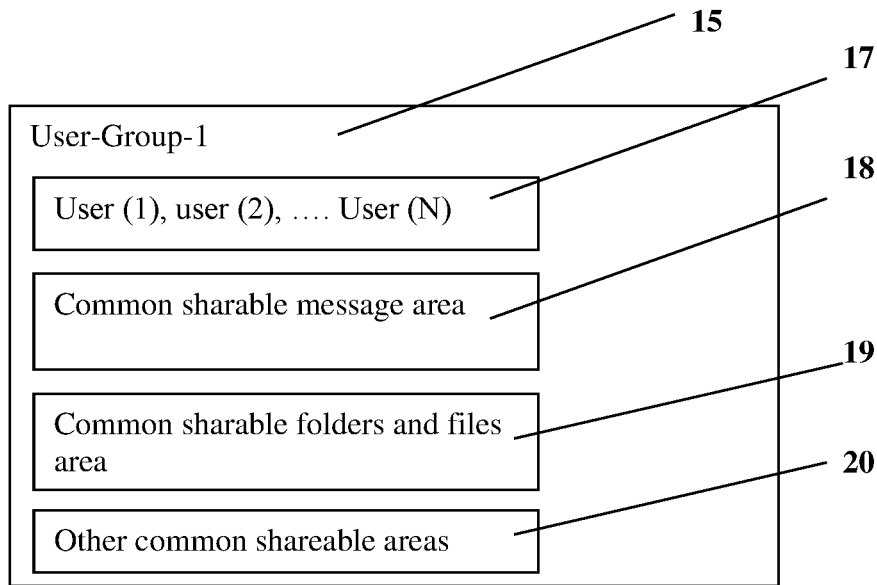 15
17
User-Group-1
18
User (1), user (2), .... User (N)
Common sharable message area
19
Common sharable folders and files
area
20
Other common shareable areas